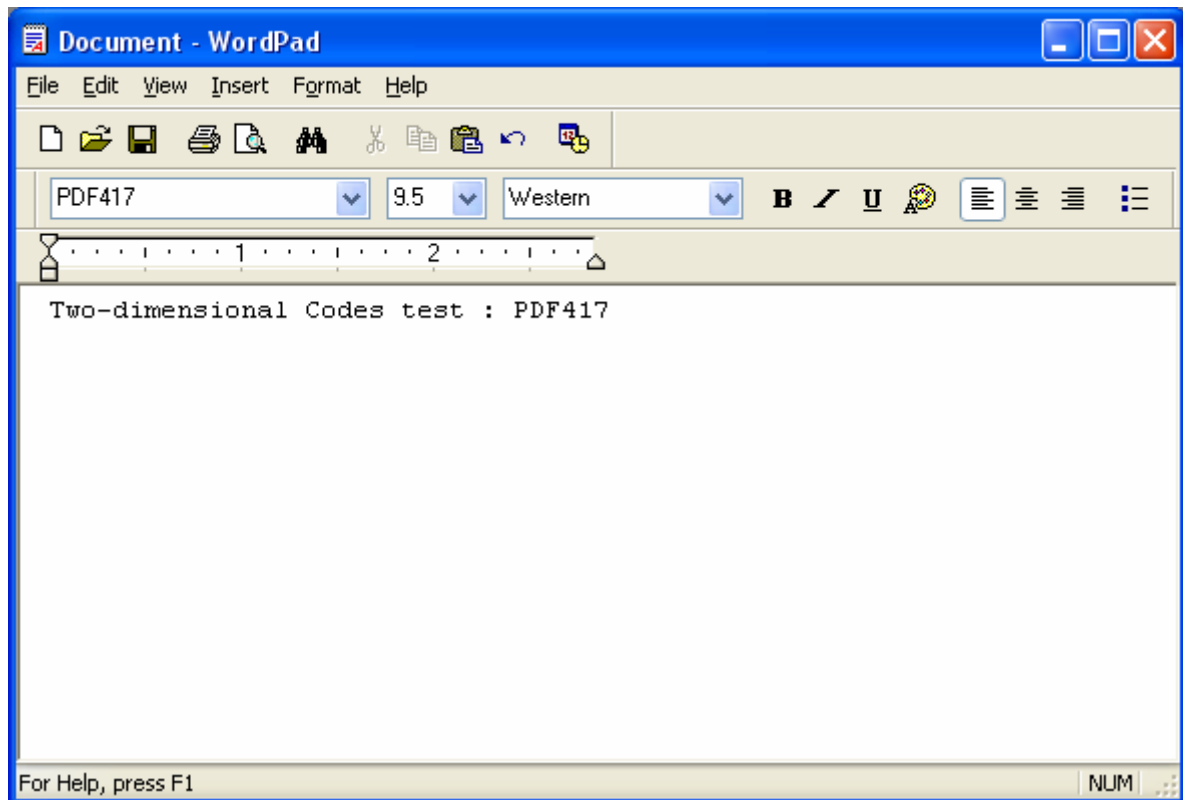 Document - WordPad
File Edit View Insert Format Help
PDF417 9.5 Western B / U A
1 2
Two-dimensional Codes test : PDF417
For Help, press F1 NUM